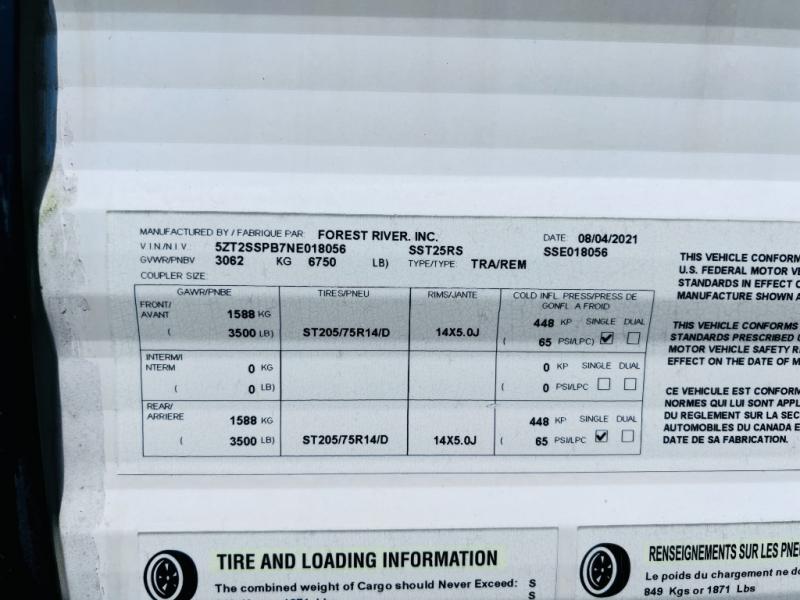 MANUFACTURED BY / FABRIQUE PAR: FOREST RIVER. INC. DATE: 08/04/2021
V I N / N I V 5ZT2SSPB7NE018056 SST25RS SSE018056
GVWR/PNBV 3062 KG 6750 LB) TYPE/TYPE: TRA/REM
COUPLER SIZE:
GAWR/PNBE TIRES/PNEU RIMS/JANTE COLD INFL. PRESS/PRESS DE
GONFL. A FROID
FRONT/
AVANT 1588 KG 448 KP SINGLE DUAL
( 3500 LB) ST205/75R14/D 14X5.0J ( 65 PSI/LPC)
INTERM/I
NTERM 0 KG 0 KP SINGLE DUAL
( 0 LB) ( 0 PSI/LPC
REAR/
ARRIERE 1588 KG 448 KP SINGLE DUAL
( 3500 LB) ST205/75R14/D 14X5.0J ( 65 PSI/LPC
THIS VEHICLE CONFORM
U.S. FEDERAL MOTOR VE
STANDARDS IN EFFECT O
MANUFACTURE SHOWN A
THIS VEHICLE CONFORMS
STANDARDS PRESCRIBED U
MOTOR VEHICLE SAFETY R
EFFECT ON THE DATE OF M
CE VEHICULE EST CONFORM
NORMES QUI LUI SONT APPL
DU REGLEMENT SUR LA SEC
AUTOMOBILES DU CANADA E
DATE DE SA FABRICATION.
TIRE AND LOADING INFORMATION
The combined weight of Cargo should Never Exceed: S
S
RENSEIGNEMENTS SUR LES PNE
Le poids du chargement ne do
849 Kgs or 1871 Lbs